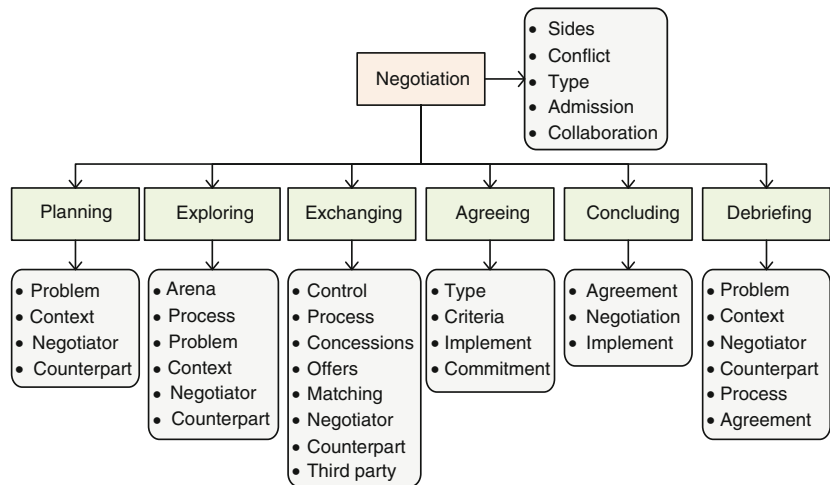 Negotiation
• Sides
• Conflict
• Type
• Admission
• Collaboration
Planning
Exploring
Exchanging
Agreeing
Concluding
Debriefing
• Problem
• Context
• Negotiator
• Counterpart
• Arena
• Process
• Problem
• Context
• Negotiator
• Counterpart
• Control
• Process
• Concessions
• Offers
• Matching
• Negotiator
• Counterpart
• Third party
• Type
• Criteria
• Implement
• Commitment
• Agreement
• Negotiation
• Implement
• Problem
• Context
• Negotiator
• Counterpart
• Process
• Agreement